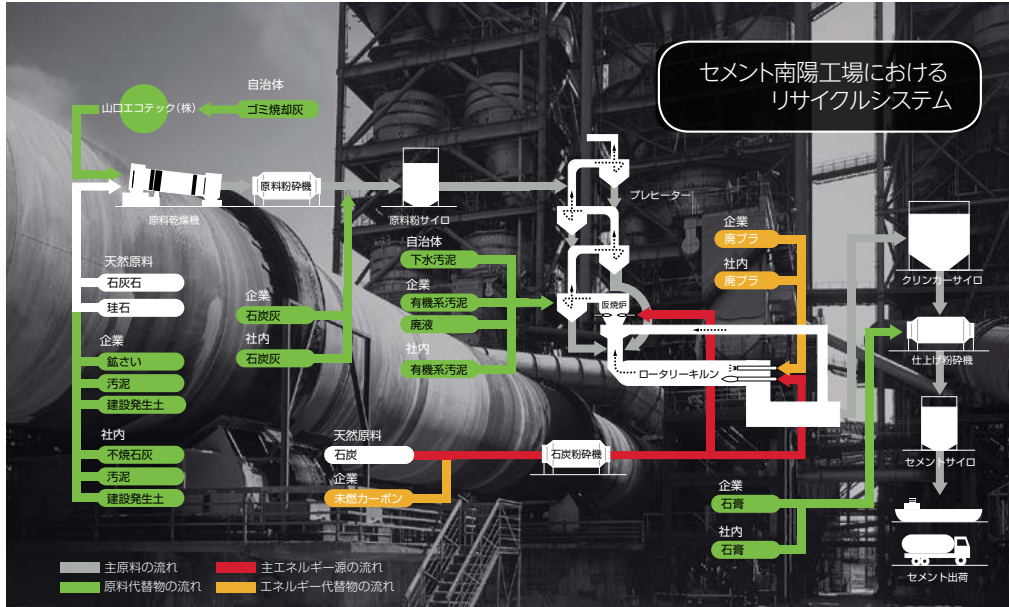 セメント南陽工場における
リサイクルシステム
自治体
山口エコテック（株）
ゴミ焼却灰
原料乾燥機
原料粉砕機
原料粉サイロ
プレヒーター
天然原料
石灰石
珪石
企業
鉱さい
汚泥
建設発生土
社内
不焼石灰
汚泥
建設発生土
企業
石炭灰
社内
石炭灰
自治体
下水汚泥
企業
有機系汚泥
廃液
社内
有機系汚泥
仮焼炉
ロータリーキルン
企業
廃プラ
社内
廃プラ
クリンカーサイロ
仕上げ粉砕機
セメントサイロ
セメント出荷
天然原料
石炭
企業
未燃カーボン
石炭粉砕機
企業
石膏
社内
石膏
主原料の流れ
主エネルギー源の流れ
原料代替物の流れ
エネルギー代替物の流れ